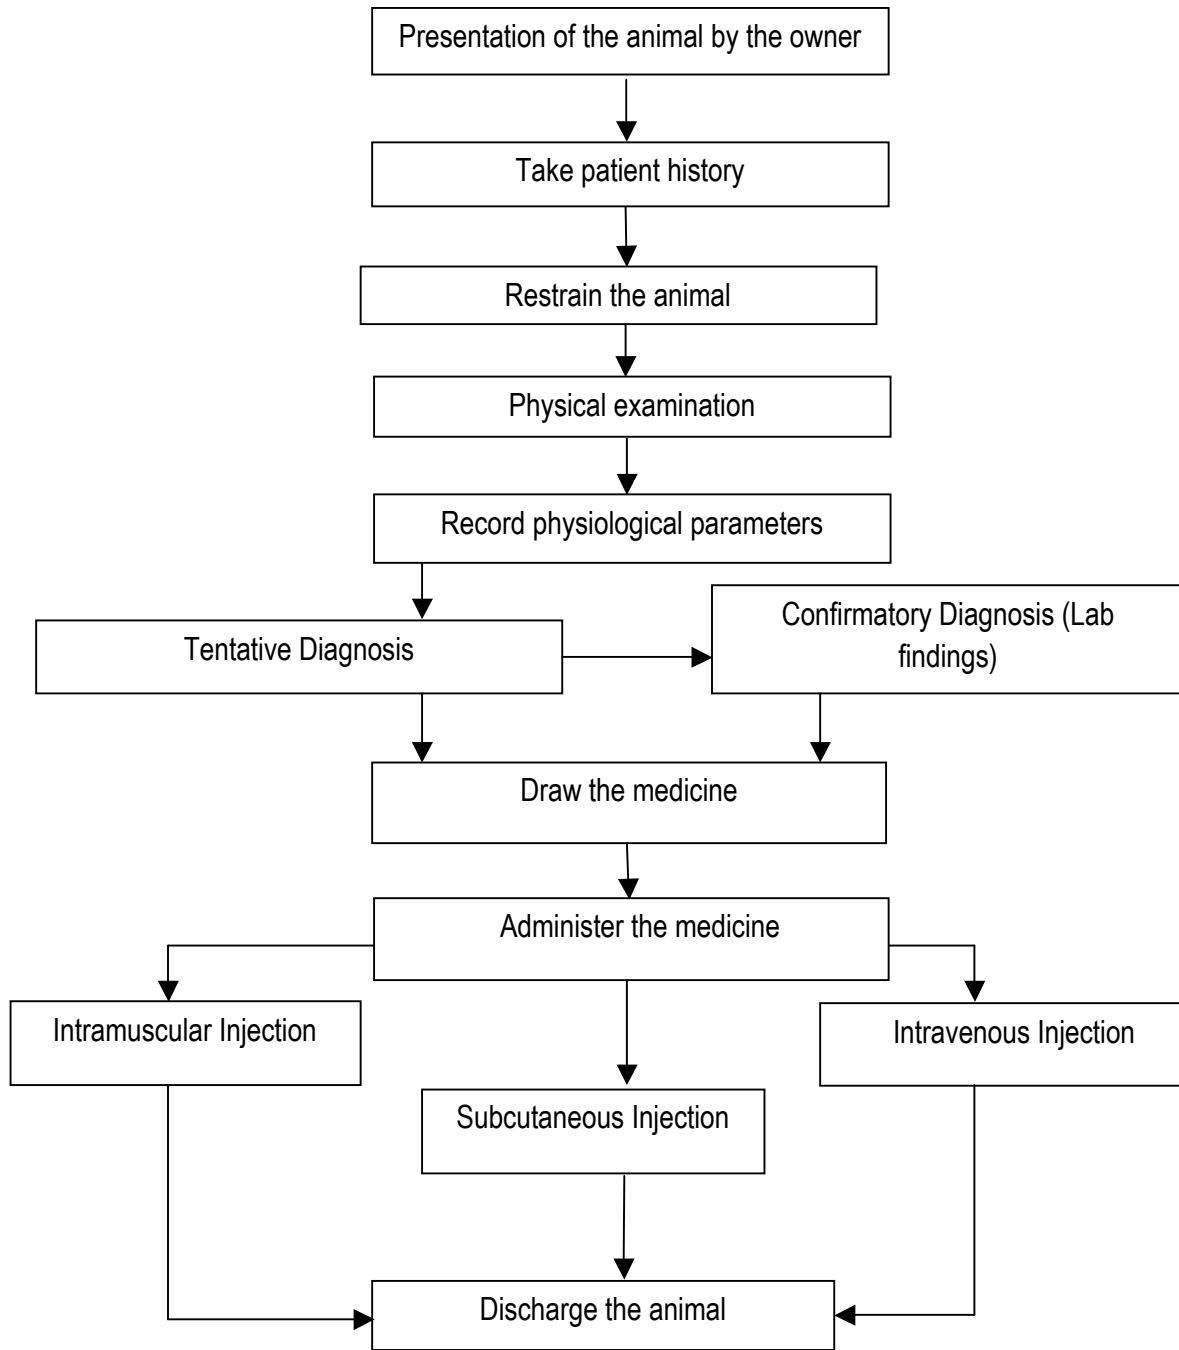 Presentation of the animal by the owner
Take patient history
Restrain the animal
Physical examination
Record physiological parameters
Tentative Diagnosis
Confirmatory Diagnosis (Lab
findings)
Draw the medicine
Administer the medicine
Intramuscular Injection
Intravenous Injection
Subcutaneous Injection
Discharge the animal